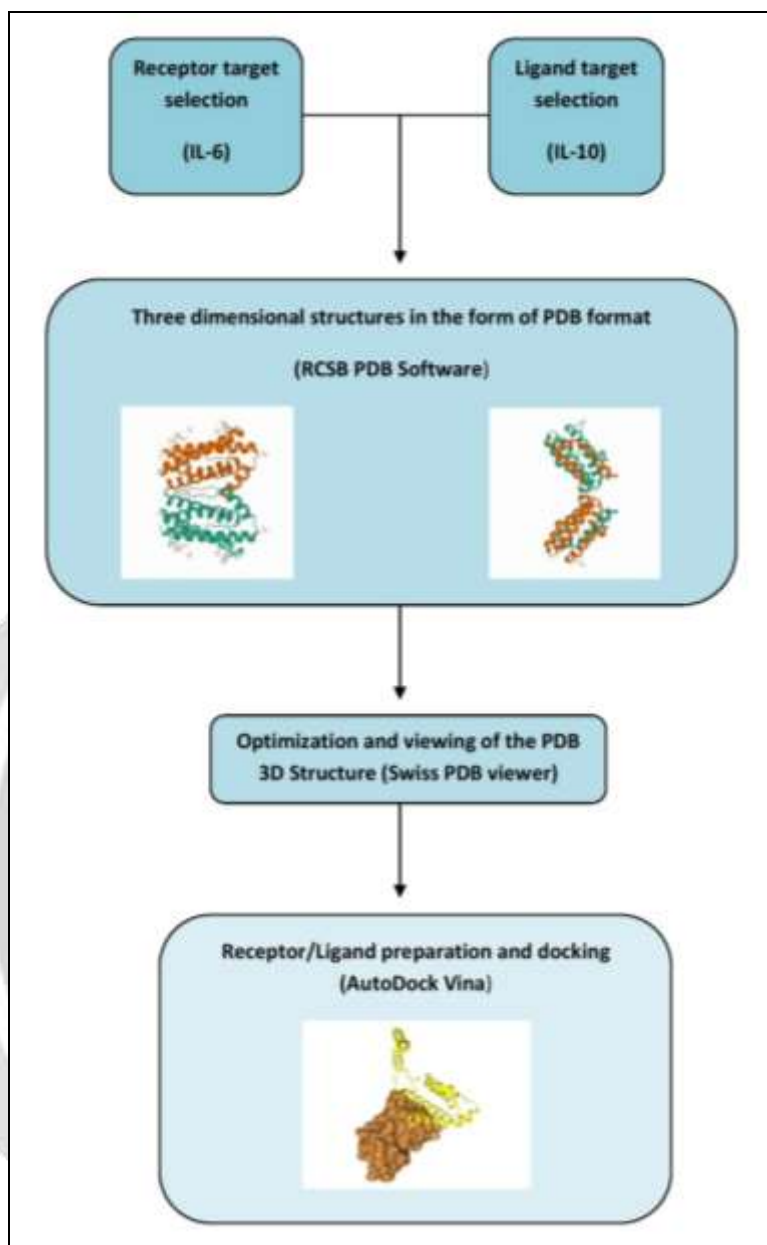 Receptor target
selection
(IL-6)
Ligand target
selection
(IL-10)
Three dimensional structures in the form of PDB format
(RCSB PDB Software)
Optimization and viewing of the PDB
3D Structure (Swiss PDB viewer)
Receptor/Ligand preparation and docking
(AutoDock Vina)